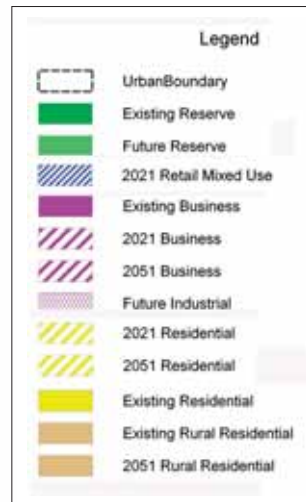 Legend
UrbanBoundary
Existing Reserve
Future Reserve
2021 Retail Mixed Use
Existing Business
2021 Business
2051 Business
Future Industrial
2021 Residential
2051 Residential
Existing Residential
Existing Rural Residential
2051 Rural Residential